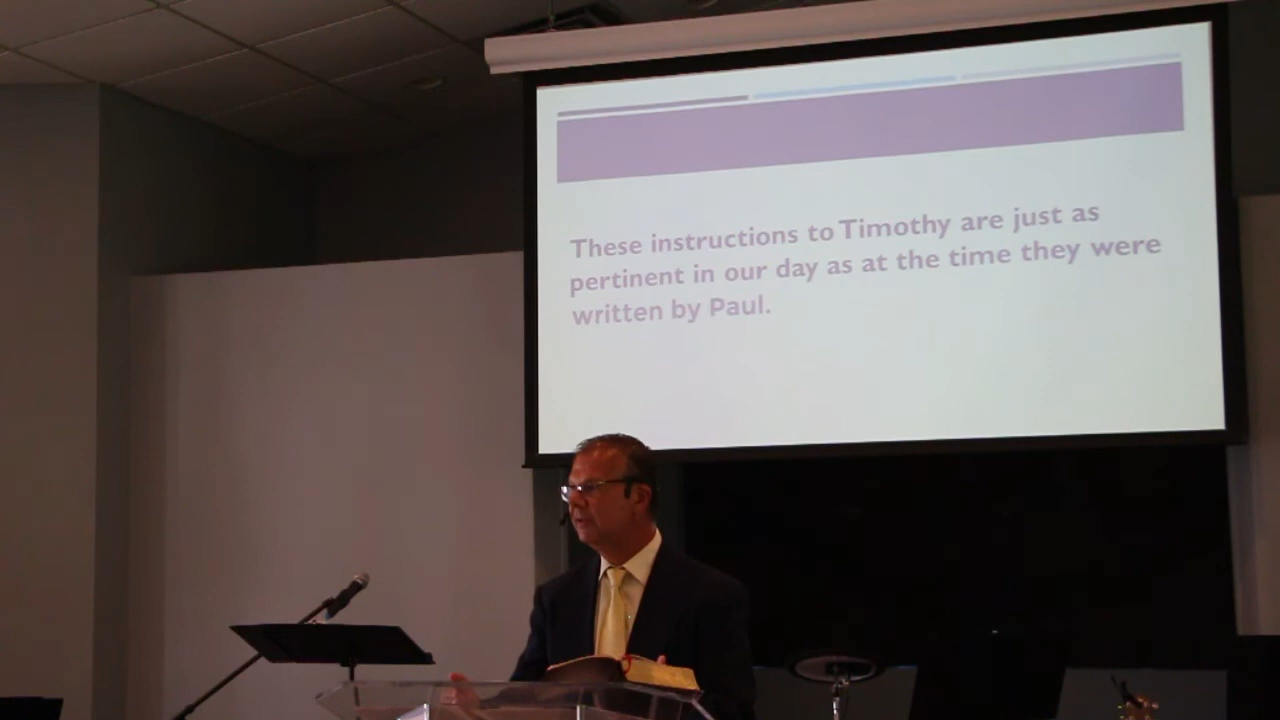 These instructions to Timothy are just as
pertinent in our day as at the time they were
written by Paul.